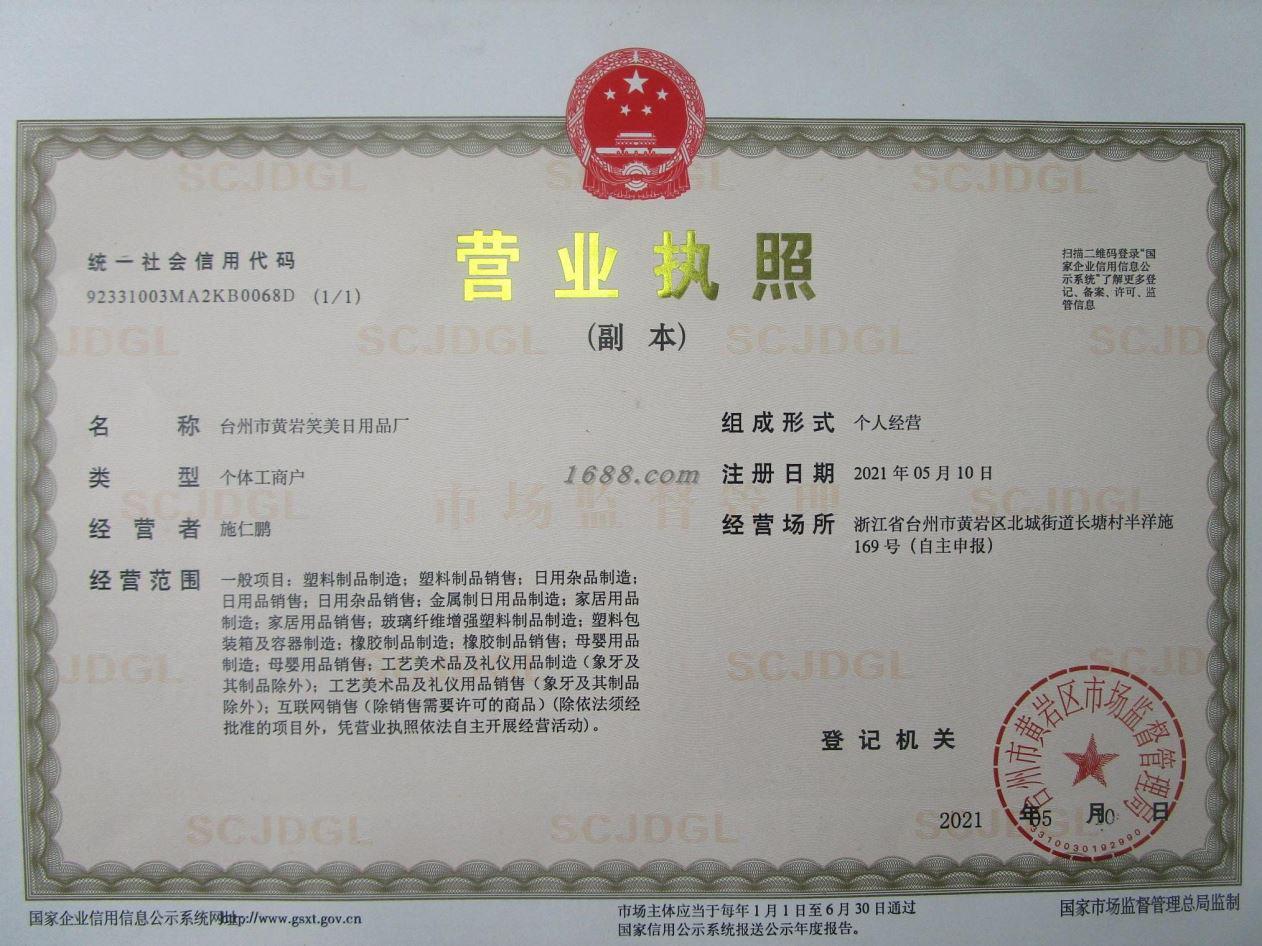 统一社会信用代码
92331003MA2KB0068D (1/1)
营业执照
(副 本)
扫描二维码登录“国
家企业信用信息公
示系统”了解更多登
记、备案、许可、监
管信息
名 称 台州市黄岩笑美日用品厂
类 型 个体工商户
经 营 者 施仁鹏
经营范围 一般项目：塑料制品制造；塑料制品销售；日用杂品制造；
日用品销售；日用杂品销售；金属制日用品制造；家居用品
制造；家居用品销售；玻璃纤维增强塑料制品制造；塑料包
装箱及容器制造；橡胶制品制造；橡胶制品销售；母婴用品
制造；母婴用品销售；工艺美术品及礼仪用品制造（象牙及
其制品除外）；工艺美术品及礼仪用品销售（象牙及其制品
除外）；互联网销售（除销售需要许可的商品）(除依法须经
批准的项目外，凭营业执照依法自主开展经营活动)。
组成形式 个人经营
注册日期 2021 年 05 月 10 日
经营场所 浙江省台州市黄岩区北城街道长塘村半洋施
169 号（自主申报）
1688.com
SCJDGL
市场监督管理
登记机关
台州市黄岩区市场监督管理局
3310030192990
2021 年 05 月 10 日
国家企业信用信息公示系统网址http://www.gsxt.gov.cn
市场主体应当于每年 1 月 1 日至 6 月 30 日通过
国家信用公示系统报送公示年度报告。
国家市场监督管理总局监制